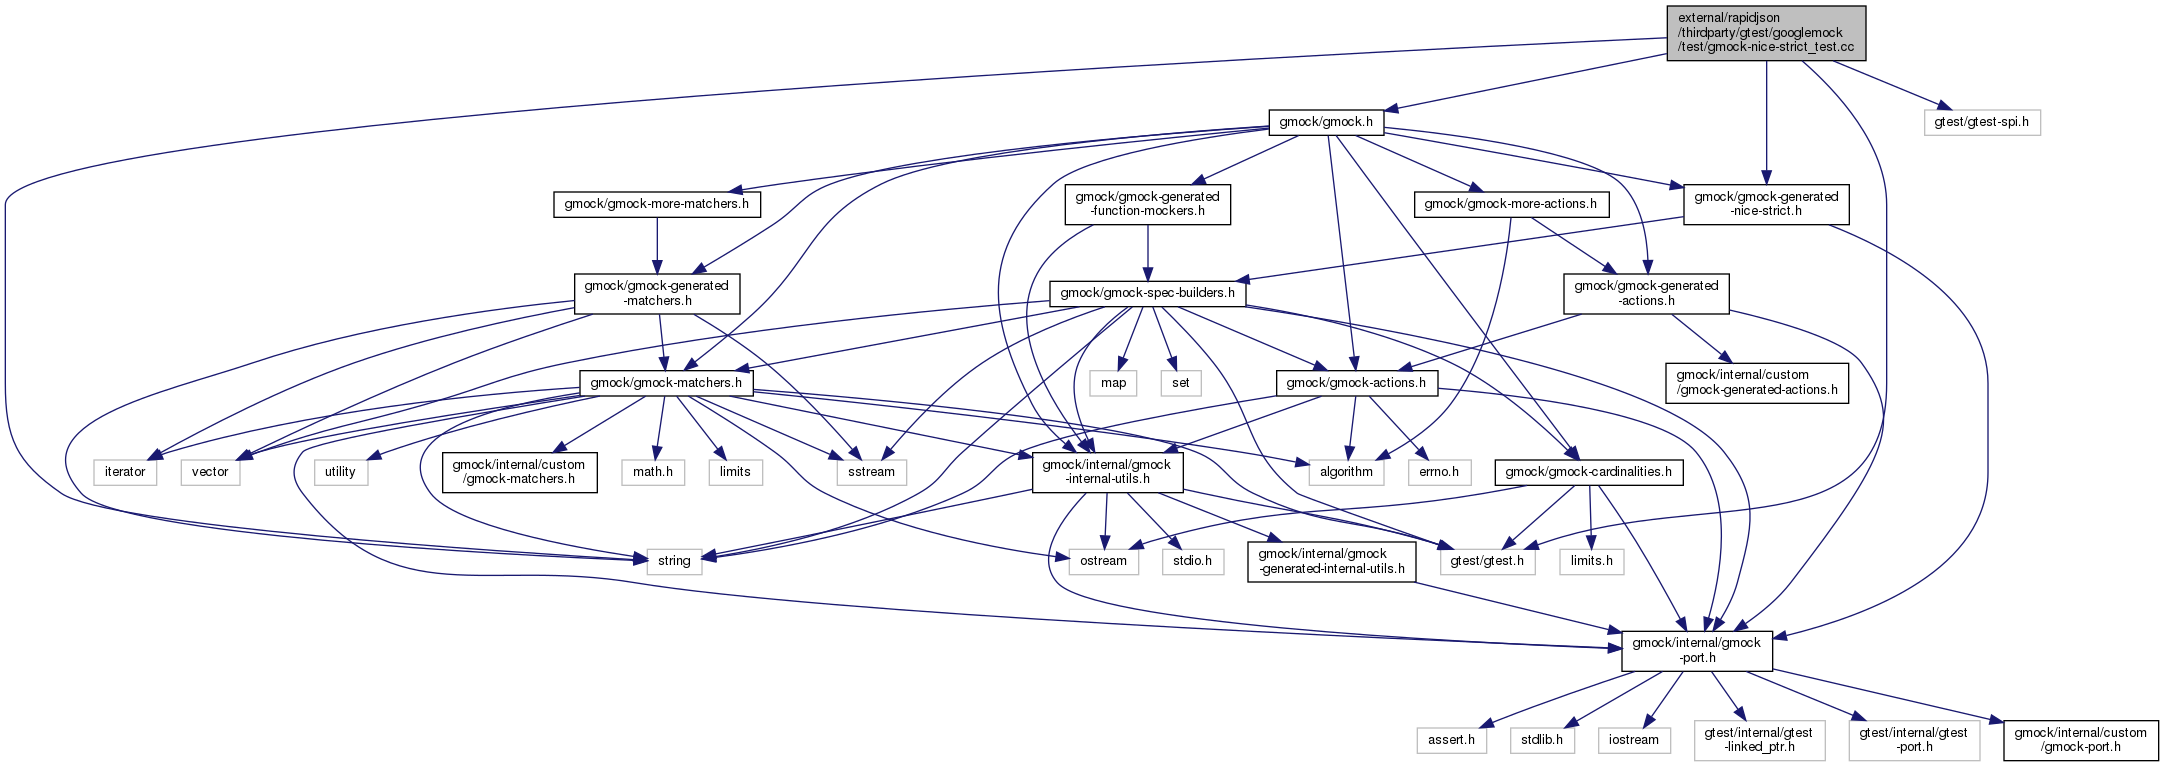 external/rapidjson
/thirdparty/gtest/googlemock
/test/gmock-nice-strict_test.cc
gmock/gmock.h
gtest/gtest-spi.h
gmock/gmock-more-matchers.h
gmock/gmock-generated
-function-mockers.h
gmock/gmock-more-actions.h
gmock/gmock-generated
-nice-strict.h
gmock/gmock-generated
-matchers.h
gmock/gmock-spec-builders.h
gmock/gmock-generated
-actions.h
gmock/gmock-matchers.h
map
set
gmock/gmock-actions.h
gmock/internal/custom
/gmock-generated-actions.h
iterator
vector
utility
gmock/internal/custom
/gmock-matchers.h
math.h
limits
sstream
gmock/internal/gmock
-internal-utils.h
algorithm
errno.h
gmock/gmock-cardinalities.h
string
ostream
stdio.h
gmock/internal/gmock
-generated-internal-utils.h
gtest/gtest.h
limits.h
gmock/internal/gmock
-port.h
assert.h
stdlib.h
iostream
gtest/internal/gtest
-linked_ptr.h
gtest/internal/gtest
-port.h
gmock/internal/custom
/gmock-port.h